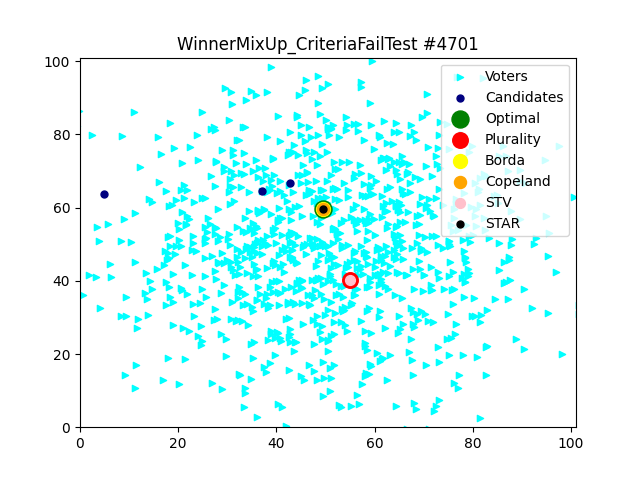 WinnerMixUp_CriteriaFailTest #4701
Voters
Candidates
Optimal
Plurality
Borda
Copeland
STV
STAR
100
80
60
40
20
0
0 20 40 60 80 100